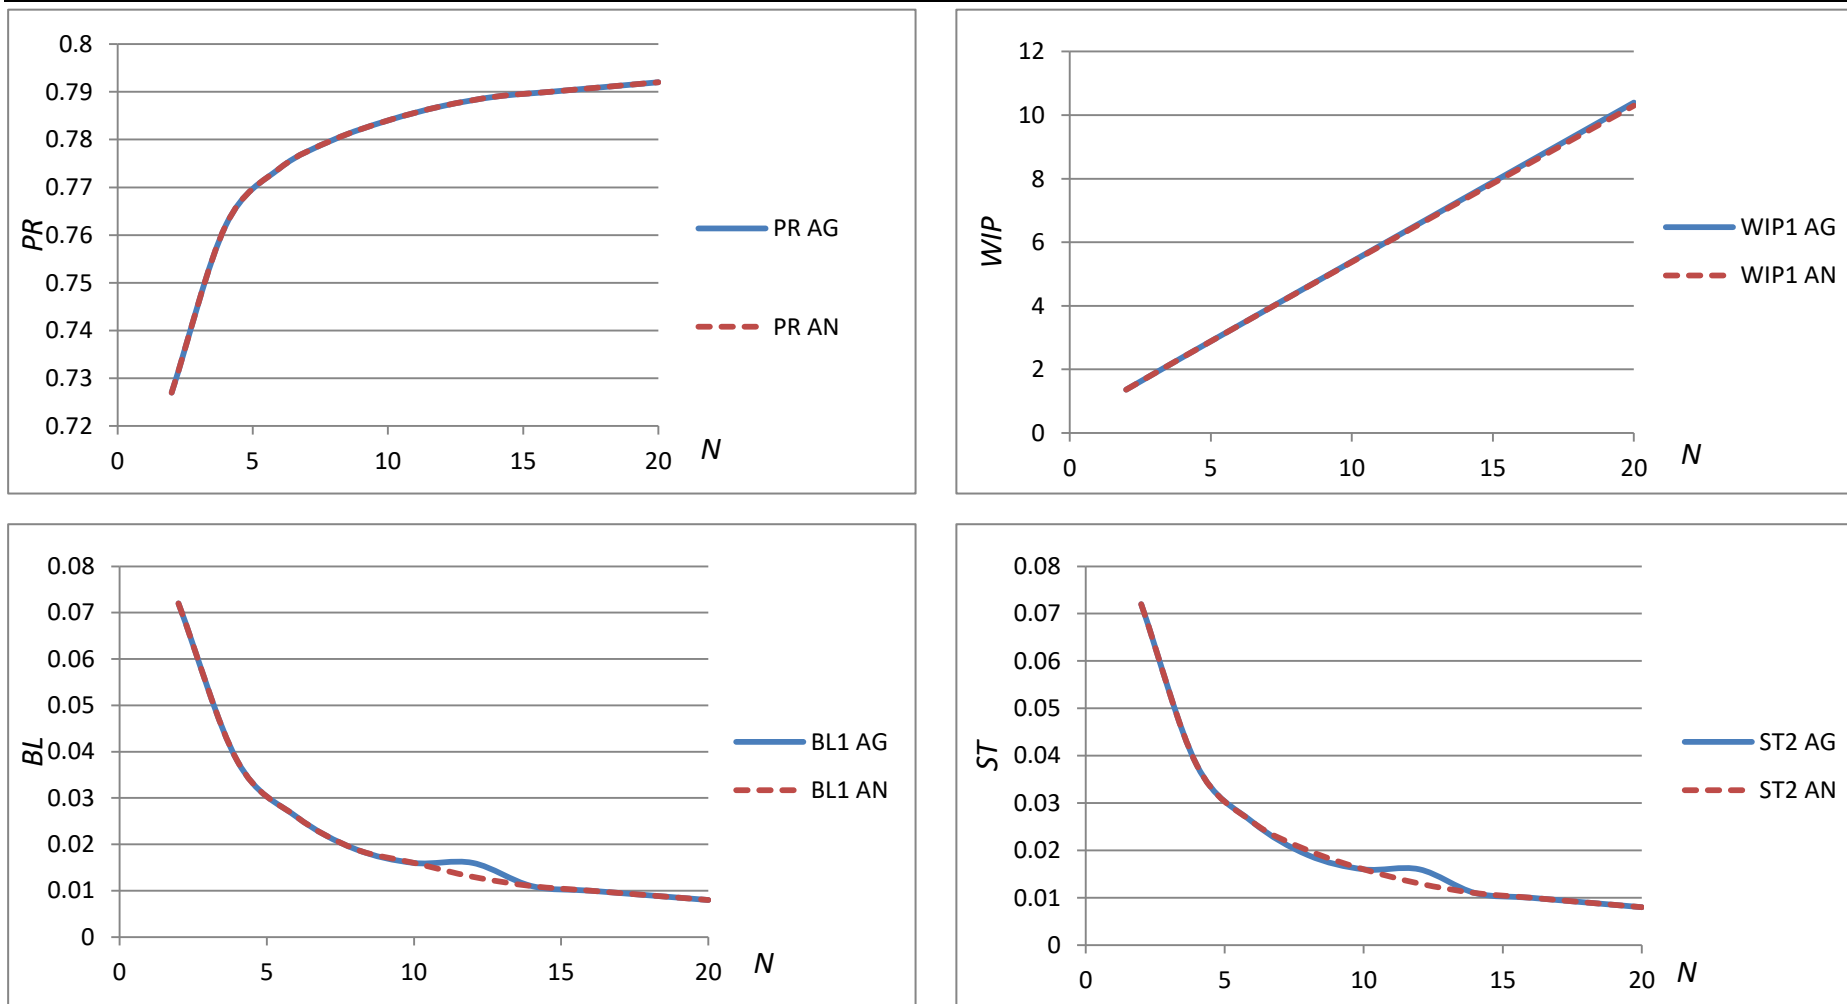 0.8
0.79
0.78
0.77
0.76
0.75
0.74
0.73
0.72
PR
0 5 10 15 20 N
PR AG
PR AN
12
10
8
6
4
2
0
WIP
0 5 10 15 20 N
WIP1 AG
WIP1 AN
0.08
0.07
0.06
0.05
0.04
0.03
0.02
0.01
0
BL
0 5 10 15 20 N
BL1 AG
BL1 AN
0.08
0.07
0.06
0.05
0.04
0.03
0.02
0.01
0
ST
0 5 10 15 20 N
ST2 AG
ST2 AN